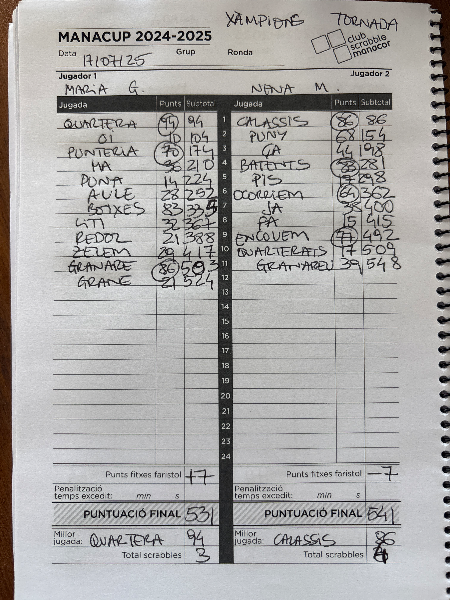 XAMPIONS TORNADA
MANACUP 2024-2025
club scrabble manacor
Data 17/07/25 Grup Ronda
Jugador 1 Jugador 2
MARIA G. NENA M.
Jugada Punts Subtotal Jugada Punts Subtotal
QUARTERA 94 94 1 CALASSIS 86 86
OI 10 104 2 PUNY 68 154
PUNTERIA 70 174 3 ÇA 44 198
HA 36 210 4 BATENTS 83 281
PUNA 14 224 5 PIS 298
AULE 28 252 6 OCORRIEM 64 362
BOTXES 83 335 7 JA 38 400
LITI 32 367 8 PA 15 415
REDOL 21 388 9 ENCOVEM 77 492
ZELEM 29 417 10 QUARTERATS 17 509
GRANARE 86 503 11 GRANAREU 39 548
GRANE 21 524 12
13
14
15
16
17
18
19
20
21
22
23
24
Punts fitxes faristol +7 Punts fitxes faristol -7
Penalització temps excedit: min s Penalització temps excedit: min s
PUNTUACIÓ FINAL 531 PUNTUACIÓ FINAL 541
Millor jugada: QUARTERA 94 Millor jugada: CALASSIS 86
Total scrabbles 3 Total scrabbles 4